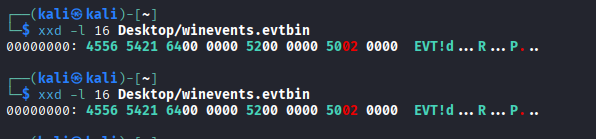 ┌──(kali㉿kali)-[~]
└─$ xxd -l 16 Desktop/winevents.evtbin
00000000: 4556 5421 6400 0000 5200 0000 5002 0000  EVT!d...R...P...
┌──(kali㉿kali)-[~]
└─$ xxd -l 16 Desktop/winevents.evtbin
00000000: 4556 5421 6400 0000 5200 0000 5002 0000  EVT!d...R...P...